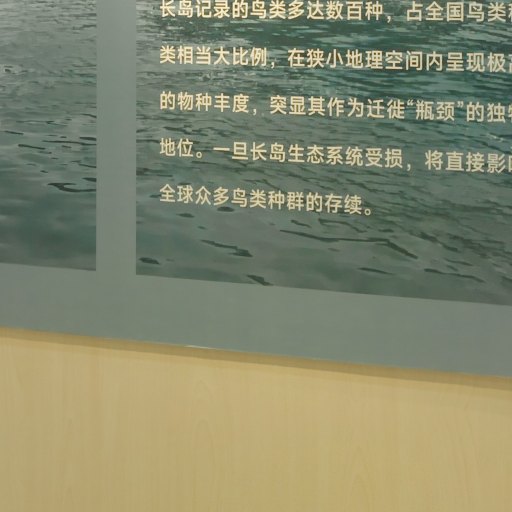 长岛记录的鸟类多达数百种，占全国鸟类种
类相当大比例，在狭小地理空间内呈现极高
的物种丰度，突显其作为迁徙“瓶颈”的独特
地位。一旦长岛生态系统受损，将直接影响
全球众多鸟类种群的存续。